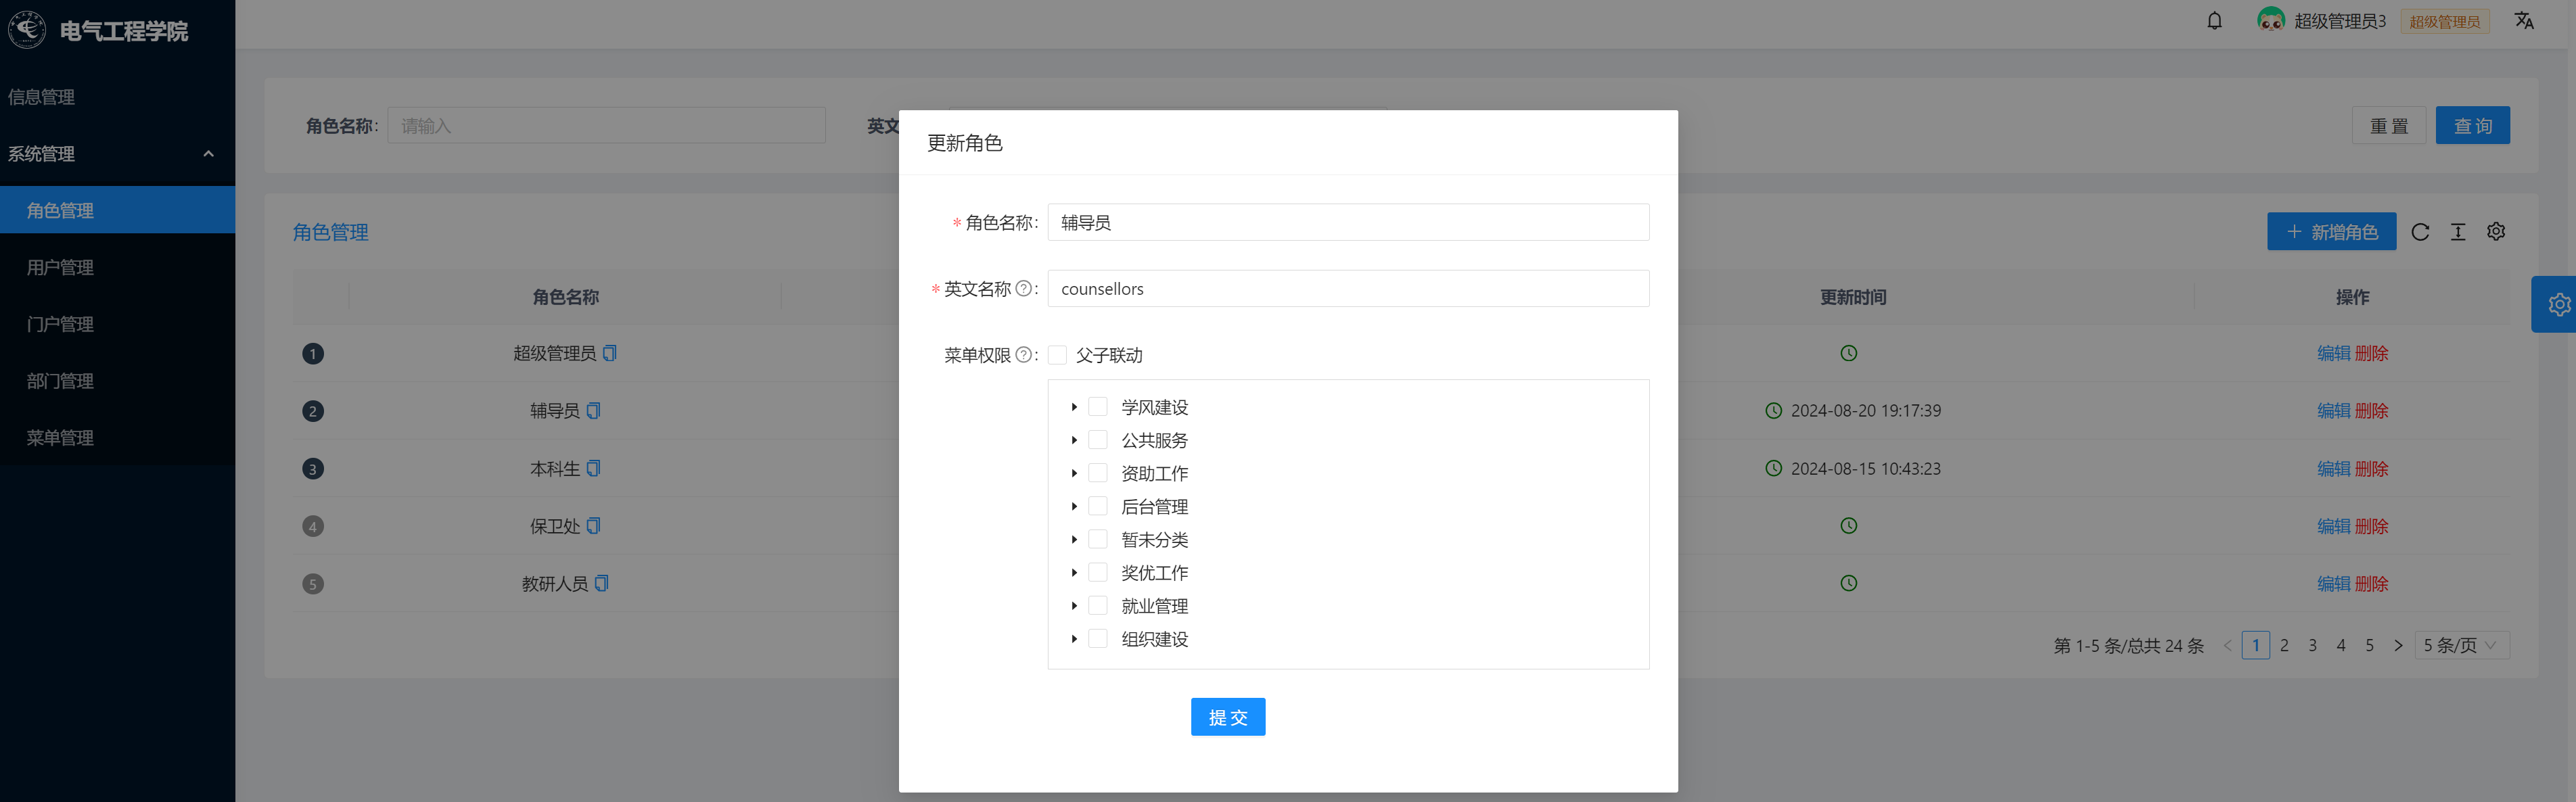 电气工程学院
超级管理员3
超级管理员
信息管理
系统管理
角色管理
用户管理
门户管理
部门管理
菜单管理
角色名称:
请输入
英文
重 置
查 询
角色管理
新增角色
角色名称
更新时间
操作
1
超级管理员
编辑 删除
2
辅导员
2024-08-20 19:17:39
编辑 删除
3
本科生
2024-08-15 10:43:23
编辑 删除
4
保卫处
编辑 删除
5
教研人员
编辑 删除
第 1-5 条/总共 24 条
1
2
3
4
5
5 条/页
更新角色
* 角色名称:
辅导员
* 英文名称 ? :
counsellors
菜单权限 ? :
父子联动
学风建设
公共服务
资助工作
后台管理
暂未分类
奖优工作
就业管理
组织建设
提 交